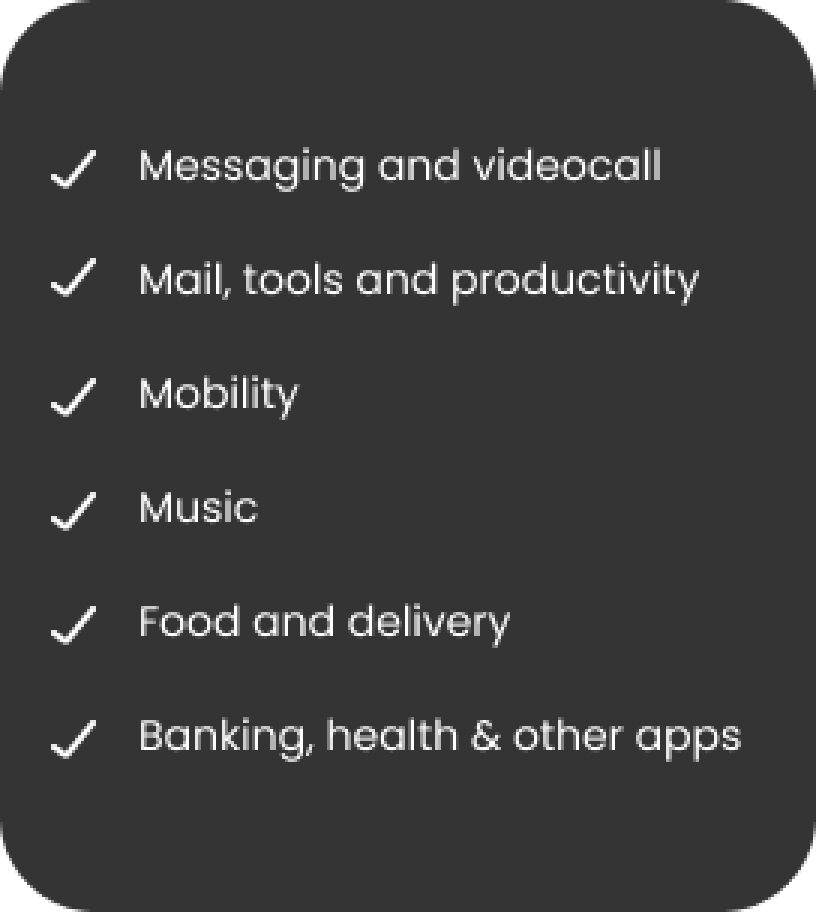 Messaging and videocall
Mail, tools and productivity
Mobility
Music
Food and delivery
Banking, health & other apps